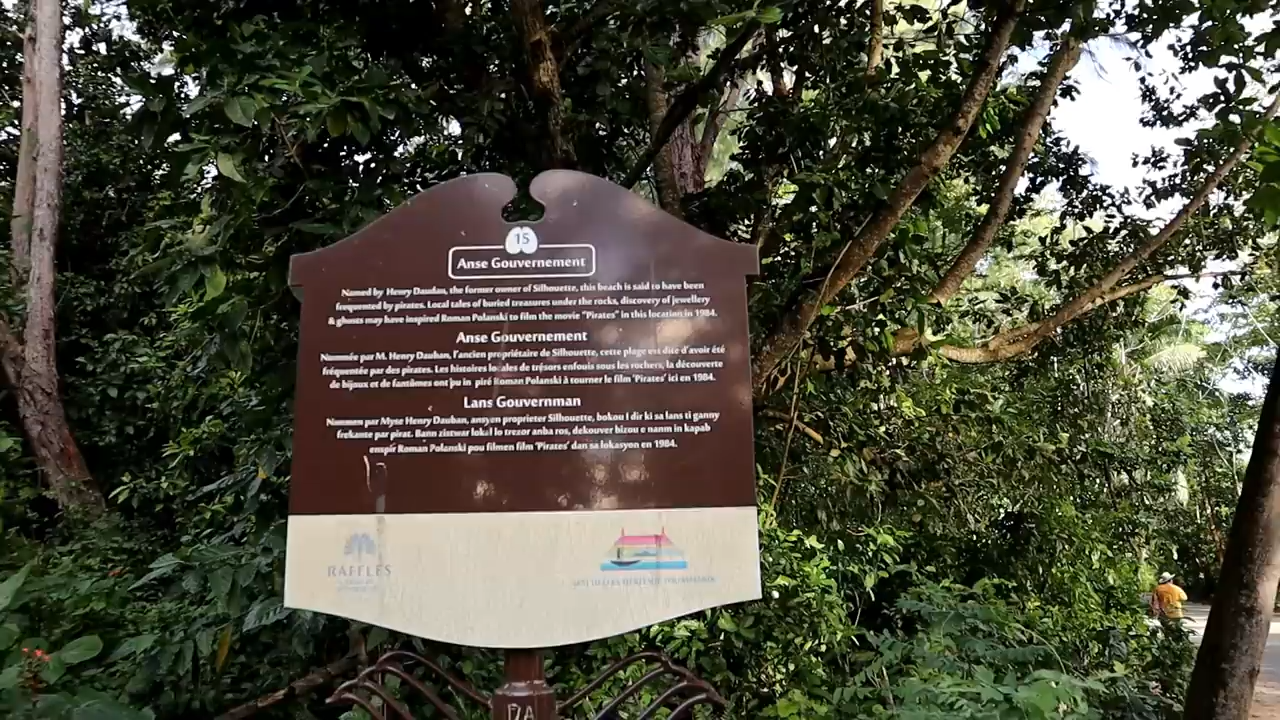 15
Anse Gouvernement
Named by Henry Dauban, the former owner of Silhouette, this beach is said to have been
frequented by pirates. Local tales of buried treasures under the rocks, discovery of jewellery
& ghosts may have inspired Roman Polanski to film the movie "Pirates" in this location in 1984.
Anse Gouvernement
Nommée par M. Henry Dauban, l'ancien propriétaire de Silhouette, cette plage est dite d'avoir été
fréquentée par des pirates. Les histoires locales de trésors enfouis sous les rochers, la découverte
de bijoux et de fantômes ont pu in piré Roman Polanski à tourner le film 'Pirates' ici en 1984.
Lans Gouvernman
Nommen par Msye Henry Dauban, ansyen proprieter Silhouette, bokou I dir ki sa lans ti ganny
frekante par pirat. Bann zistwar lokal lo trezor anba ros, dekouver bizou e nanm in kapab
enspir Roman Polanski pou filmen film 'Pirates' dan sa lokasyon en 1984.
RAFFLES
17A